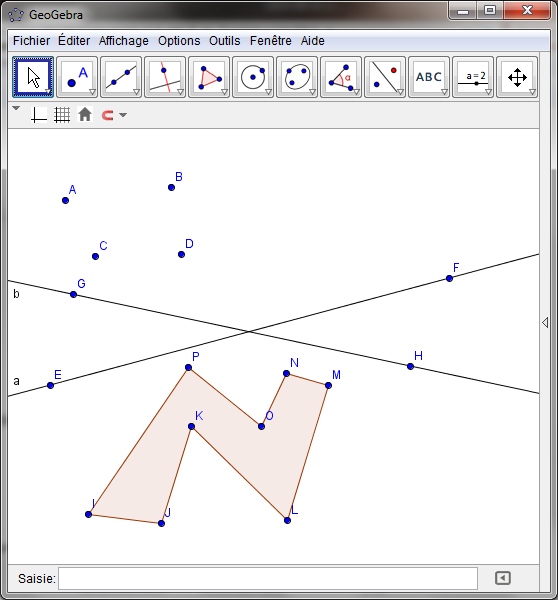 GeoGebra
Fichier Éditer Affichage Options Outils Fenêtre Aide
A α ABC a = 2
B
A
D
C
F
G
b
H
P
N
E
M
a
K
O
I
J
L
Saisie: